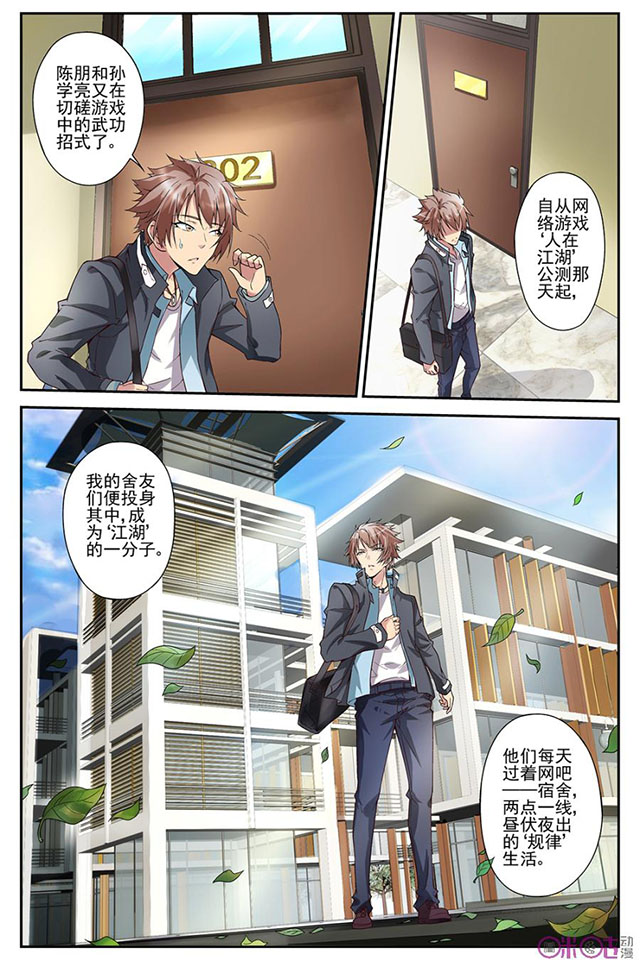 陈朋和孙
学亮又在
切磋游戏
中的武功
招式了。
202
自从网
络游戏
‘人在
江湖’
公测那
天起，
我的舍友
们便投身
其中，成
为‘江湖’
的一分子。
他们每天
过着网吧
——宿舍，
两点一线，
昼伏夜出
的‘规律’
生活。
咪咕动漫